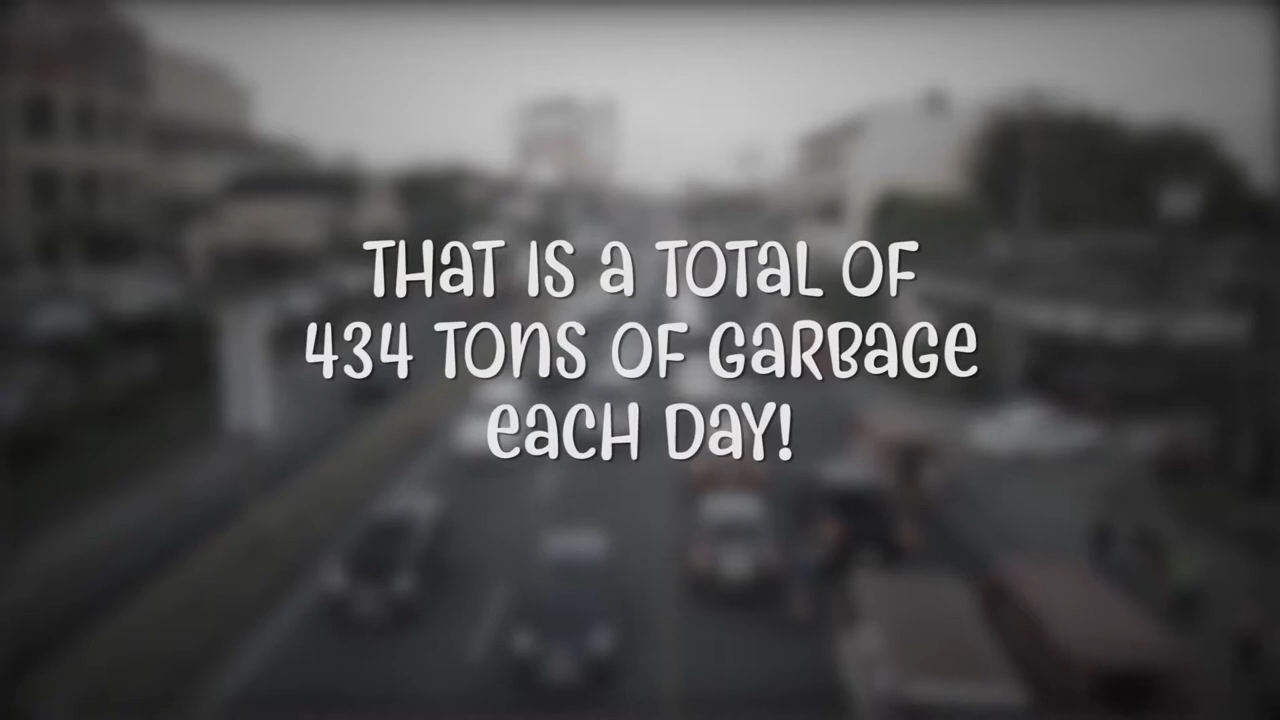 THaT IS a TOTaL OF
434 TOnS OF GaRBaGe
eaCH DaY!